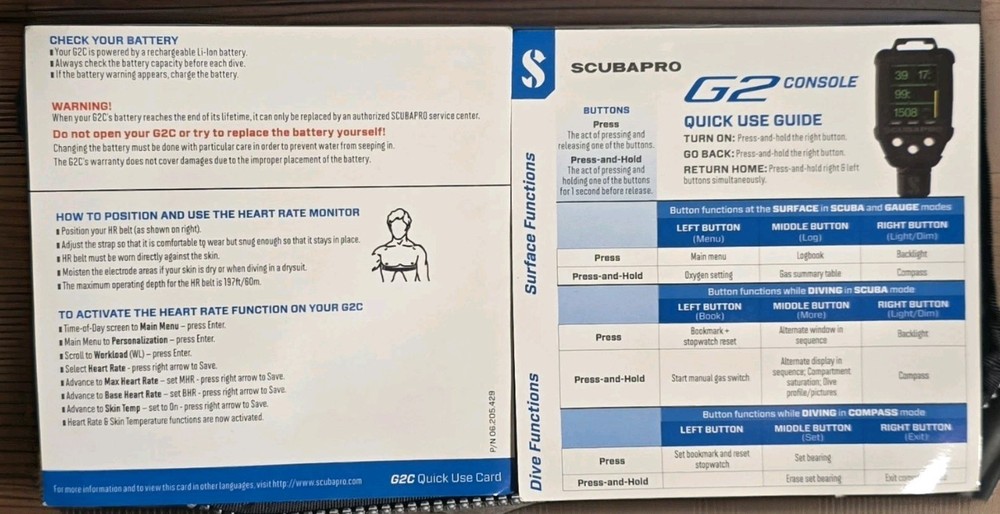 CHECK YOUR BATTERY
Your G2C is powered by a rechargeable Li-Ion battery.
Always check the battery capacity before each dive.
If the battery warning appears, charge the battery.
WARNING!
When your G2C's battery reaches the end of its lifetime, it can only be replaced by an authorized SCUBAPRO service center.
Do not open your G2C or try to replace the battery yourself!
Changing the battery must be done with particular care in order to prevent water from seeping in.
The G2C's warranty does not cover damages due to the improper placement of the battery.
HOW TO POSITION AND USE THE HEART RATE MONITOR
Position your HR belt (as shown on right).
Adjust the strap so that it is comfortable to wear but snug enough so that it stays in place.
HR belt must be worn directly against the skin.
Moisten the electrode areas if your skin is dry or when diving in a drysuit.
The maximum operating depth for the HR belt is 197ft/60m.
TO ACTIVATE THE HEART RATE FUNCTION ON YOUR G2C
Time-of-Day screen to Main Menu – press Enter.
Main Menu to Personalization – press Enter.
Scroll to Workload (WL) – press Enter.
Select Heart Rate - press right arrow to Save.
Advance to Max Heart Rate – set MHR - press right arrow to Save.
Advance to Base Heart Rate – set BHR - press right arrow to Save.
Advance to Skin Temp – set to On - press right arrow to Save.
Heart Rate & Skin Temperature functions are now activated.
P/N 06.205.429
For more information and to view this card in other languages, visit http://www.scubapro.com
G2C Quick Use Card
S
SCUBAPRO
G2 CONSOLE
QUICK USE GUIDE
TURN ON: Press-and-hold the right button.
GO BACK: Press-and-hold the right button.
RETURN HOME: Press-and-hold right & left
buttons simultaneously.
39 17:
99:
1508
SCUBAPRO
BUTTONS
Press
The act of pressing and
releasing one of the buttons.
Press-and-Hold
The act of pressing and
holding one of the buttons
for 1 second before release.
Surface Functions
Button functions at the SURFACE in SCUBA and GAUGE modes
LEFT BUTTON MIDDLE BUTTON RIGHT BUTTON
(Menu) (Log) (Light/Dim)
Press Main menu Logbook Backlight
Press-and-Hold Oxygen setting Gas summary table Compass
Dive Functions
Button functions while DIVING in SCUBA mode
LEFT BUTTON MIDDLE BUTTON RIGHT BUTTON
(Book) (More) (Light/Dim)
Press Bookmark + stopwatch reset Alternate window in sequence Backlight
Press-and-Hold Start manual gas switch Alternate display in sequence; Compartment saturation; Dive profile/pictures Compass
Button functions while DIVING in COMPASS mode
LEFT BUTTON MIDDLE BUTTON RIGHT BUTTON
(Set) (Exit)
Press Set bookmark and reset stopwatch Set bearing
Press-and-Hold Erase set bearing Exit